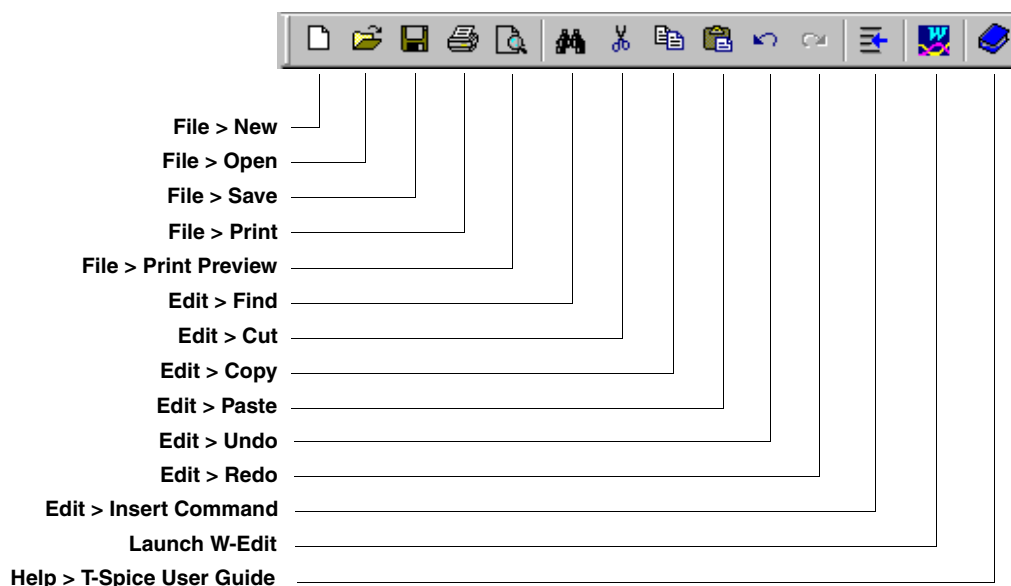 File > New
File > Open
File > Save
File > Print
File > Print Preview
Edit > Find
Edit > Cut
Edit > Copy
Edit > Paste
Edit > Undo
Edit > Redo
Edit > Insert Command
Launch W-Edit
Help > T-Spice User Guide